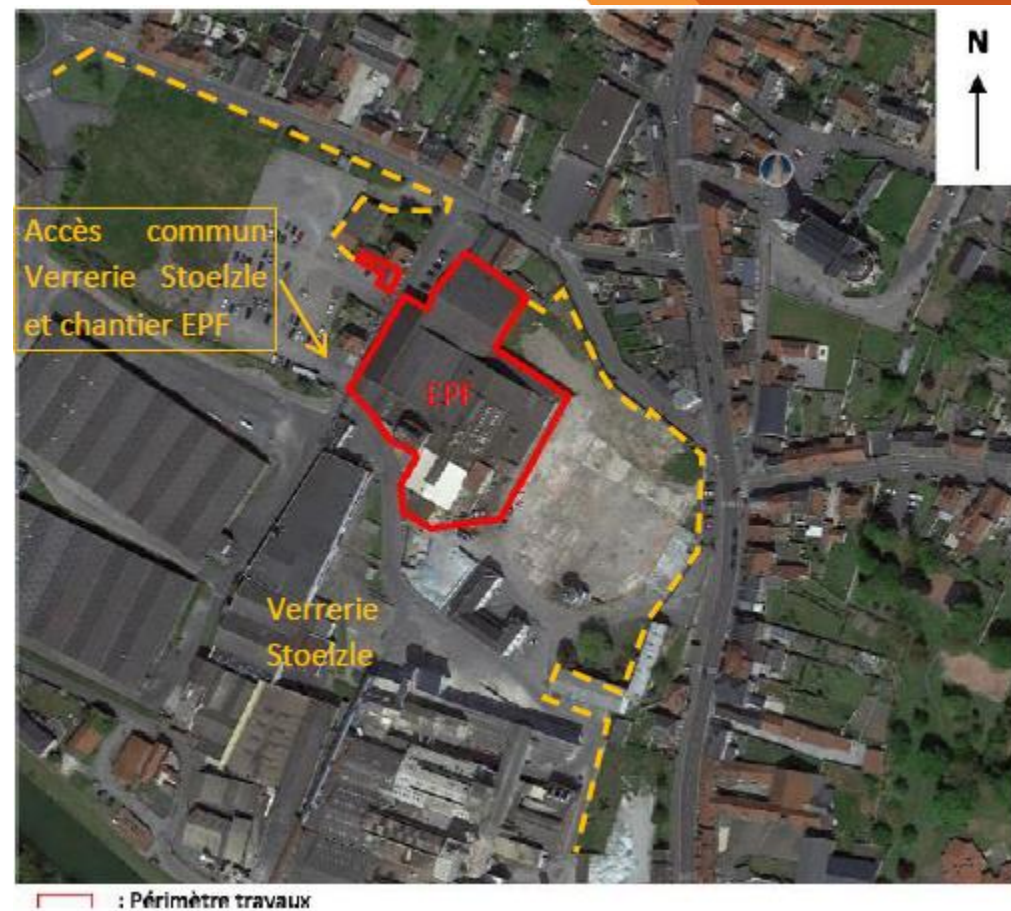 N
Accès commun
Verrerie Stoelzle
et chantier EPF
EPF
Verrerie
Stoelzle
: Périmètre travaux